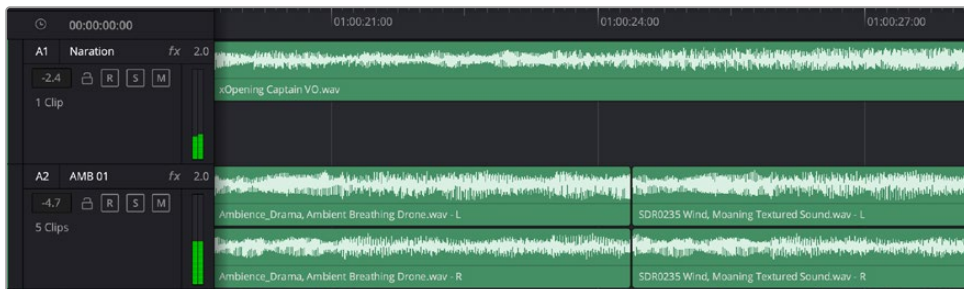 00:00:00:00 01:00:21:00 01:00:24:00 01:00:27:00
A1 Naration fx 2.0
-2.4 R S M
xOpening Captain VO.wav
1 Clip
A2 AMB 01 fx 2.0
-4.7 R S M
Ambience_Drama, Ambient Breathing Drone.wav - L SDR0235 Wind, Moaning Textured Sound.wav - L
5 Clips
Ambience_Drama, Ambient Breathing Drone.wav - R SDR0235 Wind, Moaning Textured Sound.wav - R